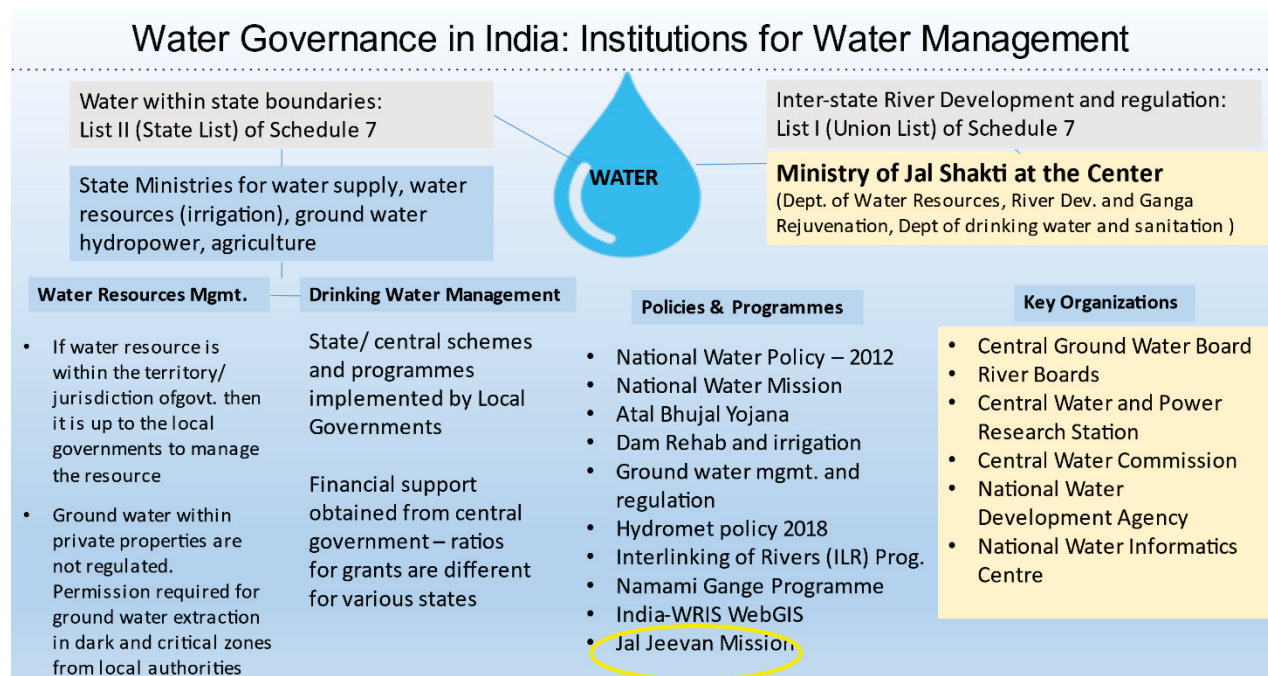 Water Governance in India: Institutions for Water Management
Water within state boundaries:
List II (State List) of Schedule 7
State Ministries for water supply, water
resources (irrigation), ground water
hydropower, agriculture
WATER
Inter-state River Development and regulation:
List I (Union List) of Schedule 7
Ministry of Jal Shakti at the Center
(Dept. of Water Resources, River Dev. and Ganga
Rejuvenation, Dept of drinking water and sanitation )
Water Resources Mgmt.
• If water resource is
within the territory/
jurisdiction ofgovt. then
it is up to the local
governments to manage
the resource
• Ground water within
private properties are
not regulated.
Permission required for
ground water extraction
in dark and critical zones
from local authorities
Drinking Water Management
State/ central schemes
and programmes
implemented by Local
Governments
Financial support
obtained from central
government – ratios
for grants are different
for various states
Policies & Programmes
• National Water Policy – 2012
• National Water Mission
• Atal Bhujal Yojana
• Dam Rehab and irrigation
• Ground water mgmt. and
regulation
• Hydromet policy 2018
• Interlinking of Rivers (ILR) Prog.
• Namami Gange Programme
• India-WRIS WebGIS
• Jal Jeevan Mission
Key Organizations
• Central Ground Water Board
• River Boards
• Central Water and Power
Research Station
• Central Water Commission
• National Water
Development Agency
• National Water Informatics
Centre